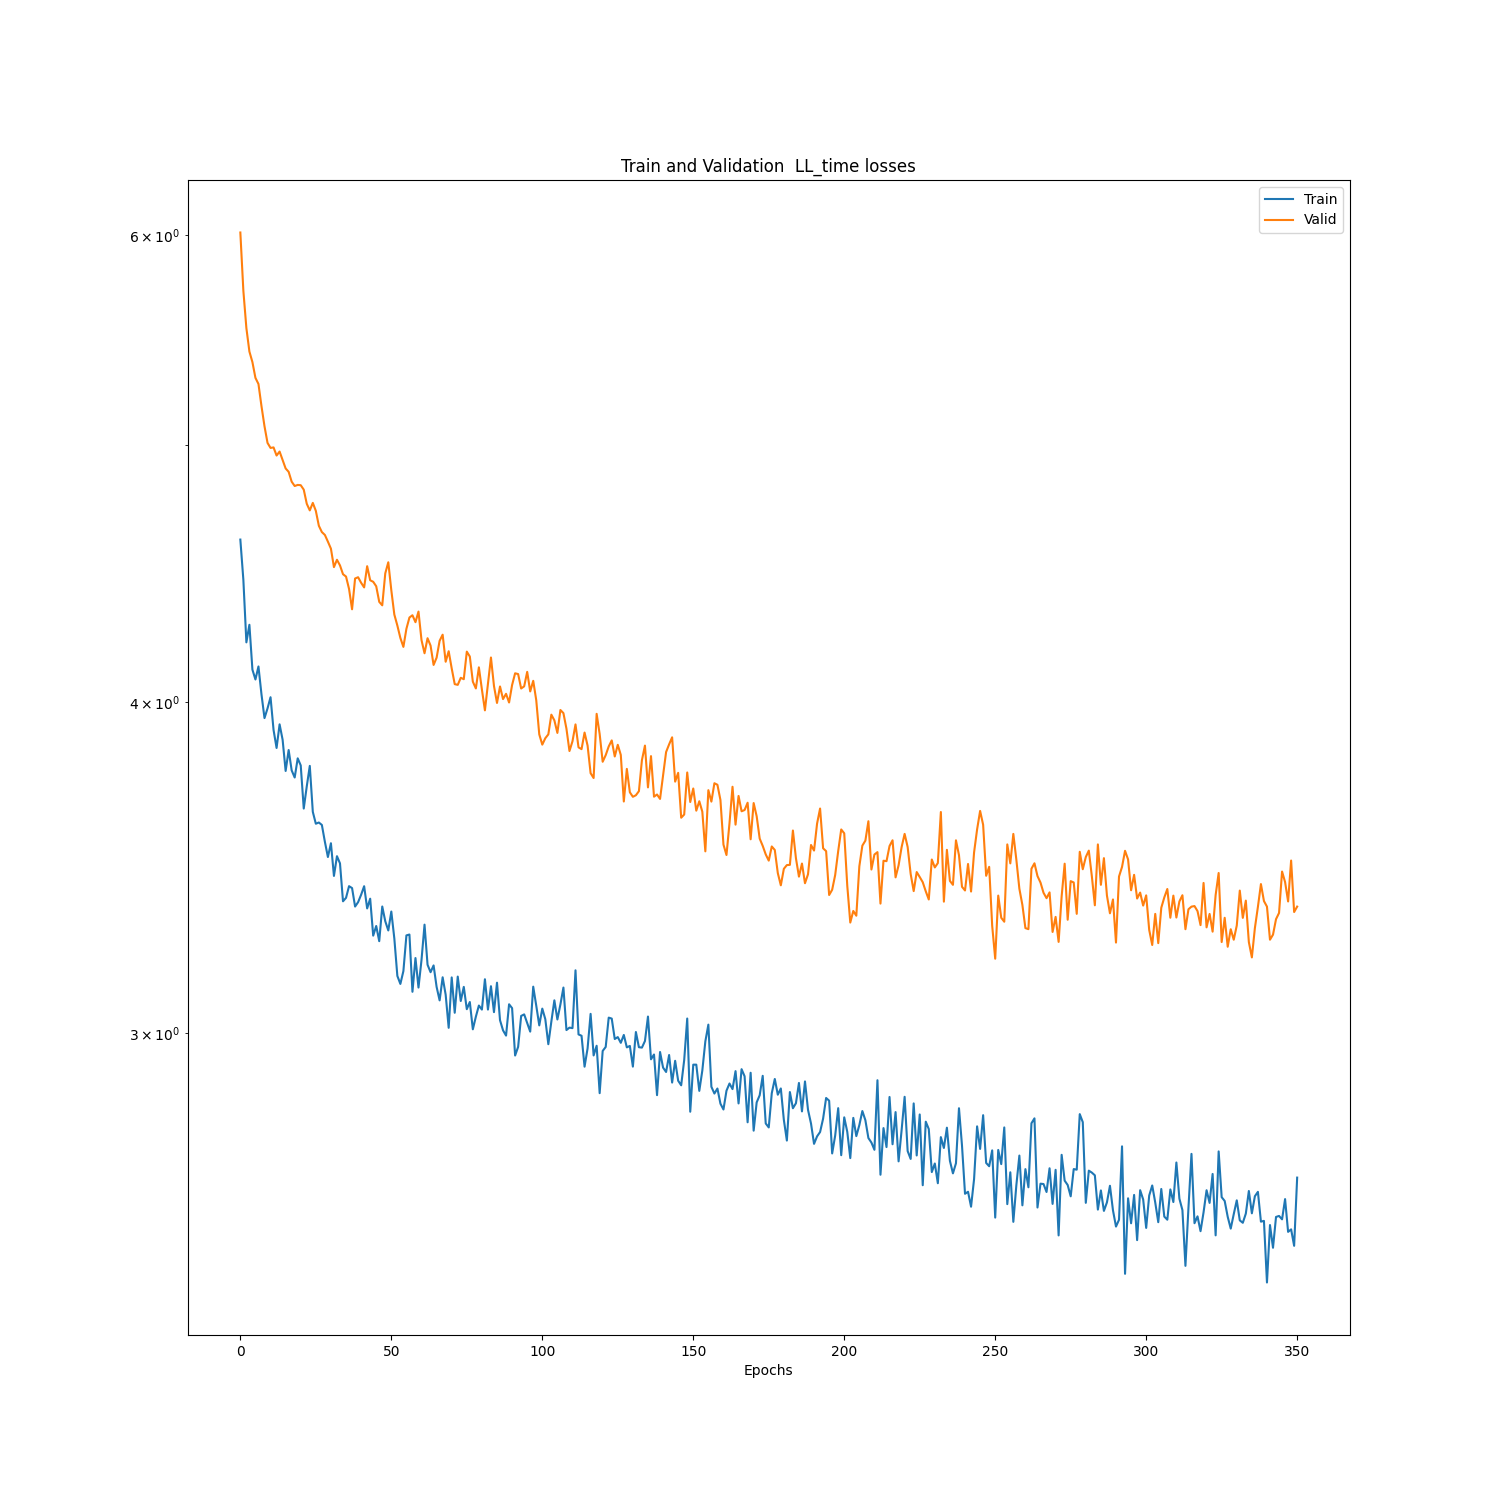 Train and Validation  LL_time losses
Train
Valid
6 × 10⁰
4 × 10⁰
3 × 10⁰
0 50 100 150 200 250 300 350
Epochs